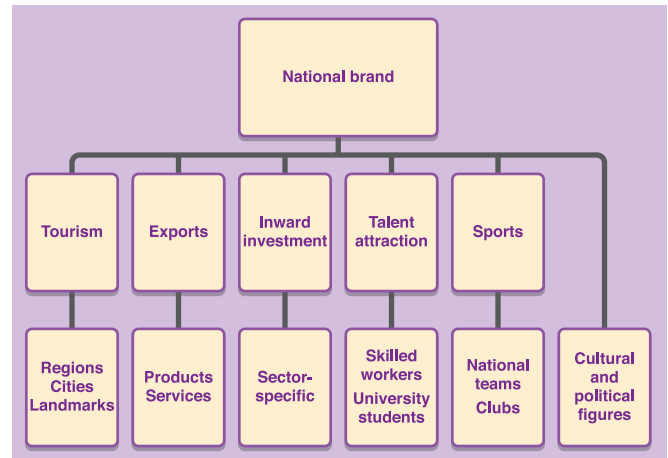 National brand
Tourism
Exports
Inward
investment
Talent
attraction
Sports
Regions
Cities
Landmarks
Products
Services
Sector-
specific
Skilled
workers
University
students
National
teams
Clubs
Cultural
and
political
figures